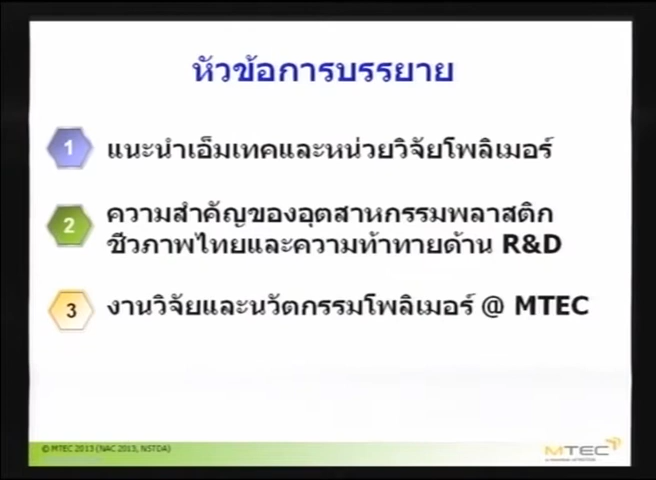 หัวข้อการบรรยาย
1 แนะนำเอ็มเทคและหน่วยวิจัยโพลิเมอร์
2 ความสำคัญของอุตสาหกรรมพลาสติก
ชีวภาพไทยและความท้าทายด้าน R&D
3 งานวิจัยและนวัตกรรมโพลิเมอร์ @ MTEC
© MTEC 2013 (NAC 2013, NSTDA)
MTEC